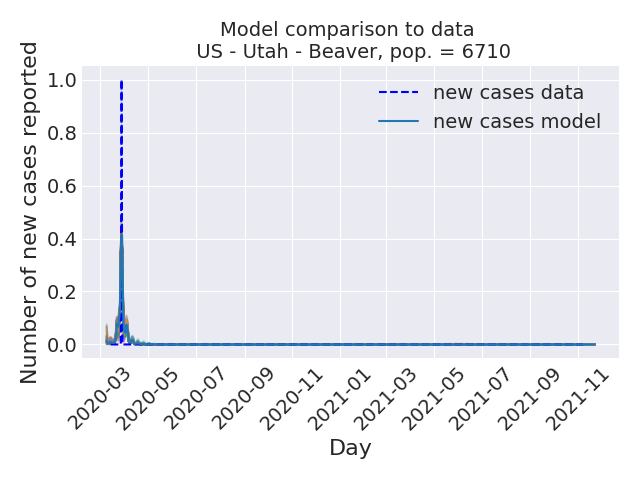 Model comparison to data
US - Utah - Beaver, pop. = 6710
Number of new cases reported
1.0
0.8
0.6
0.4
0.2
0.0
new cases data
new cases model
2020-03
2020-05
2020-07
2020-09
2020-11
2021-01
2021-03
2021-05
2021-07
2021-09
2021-11
Day